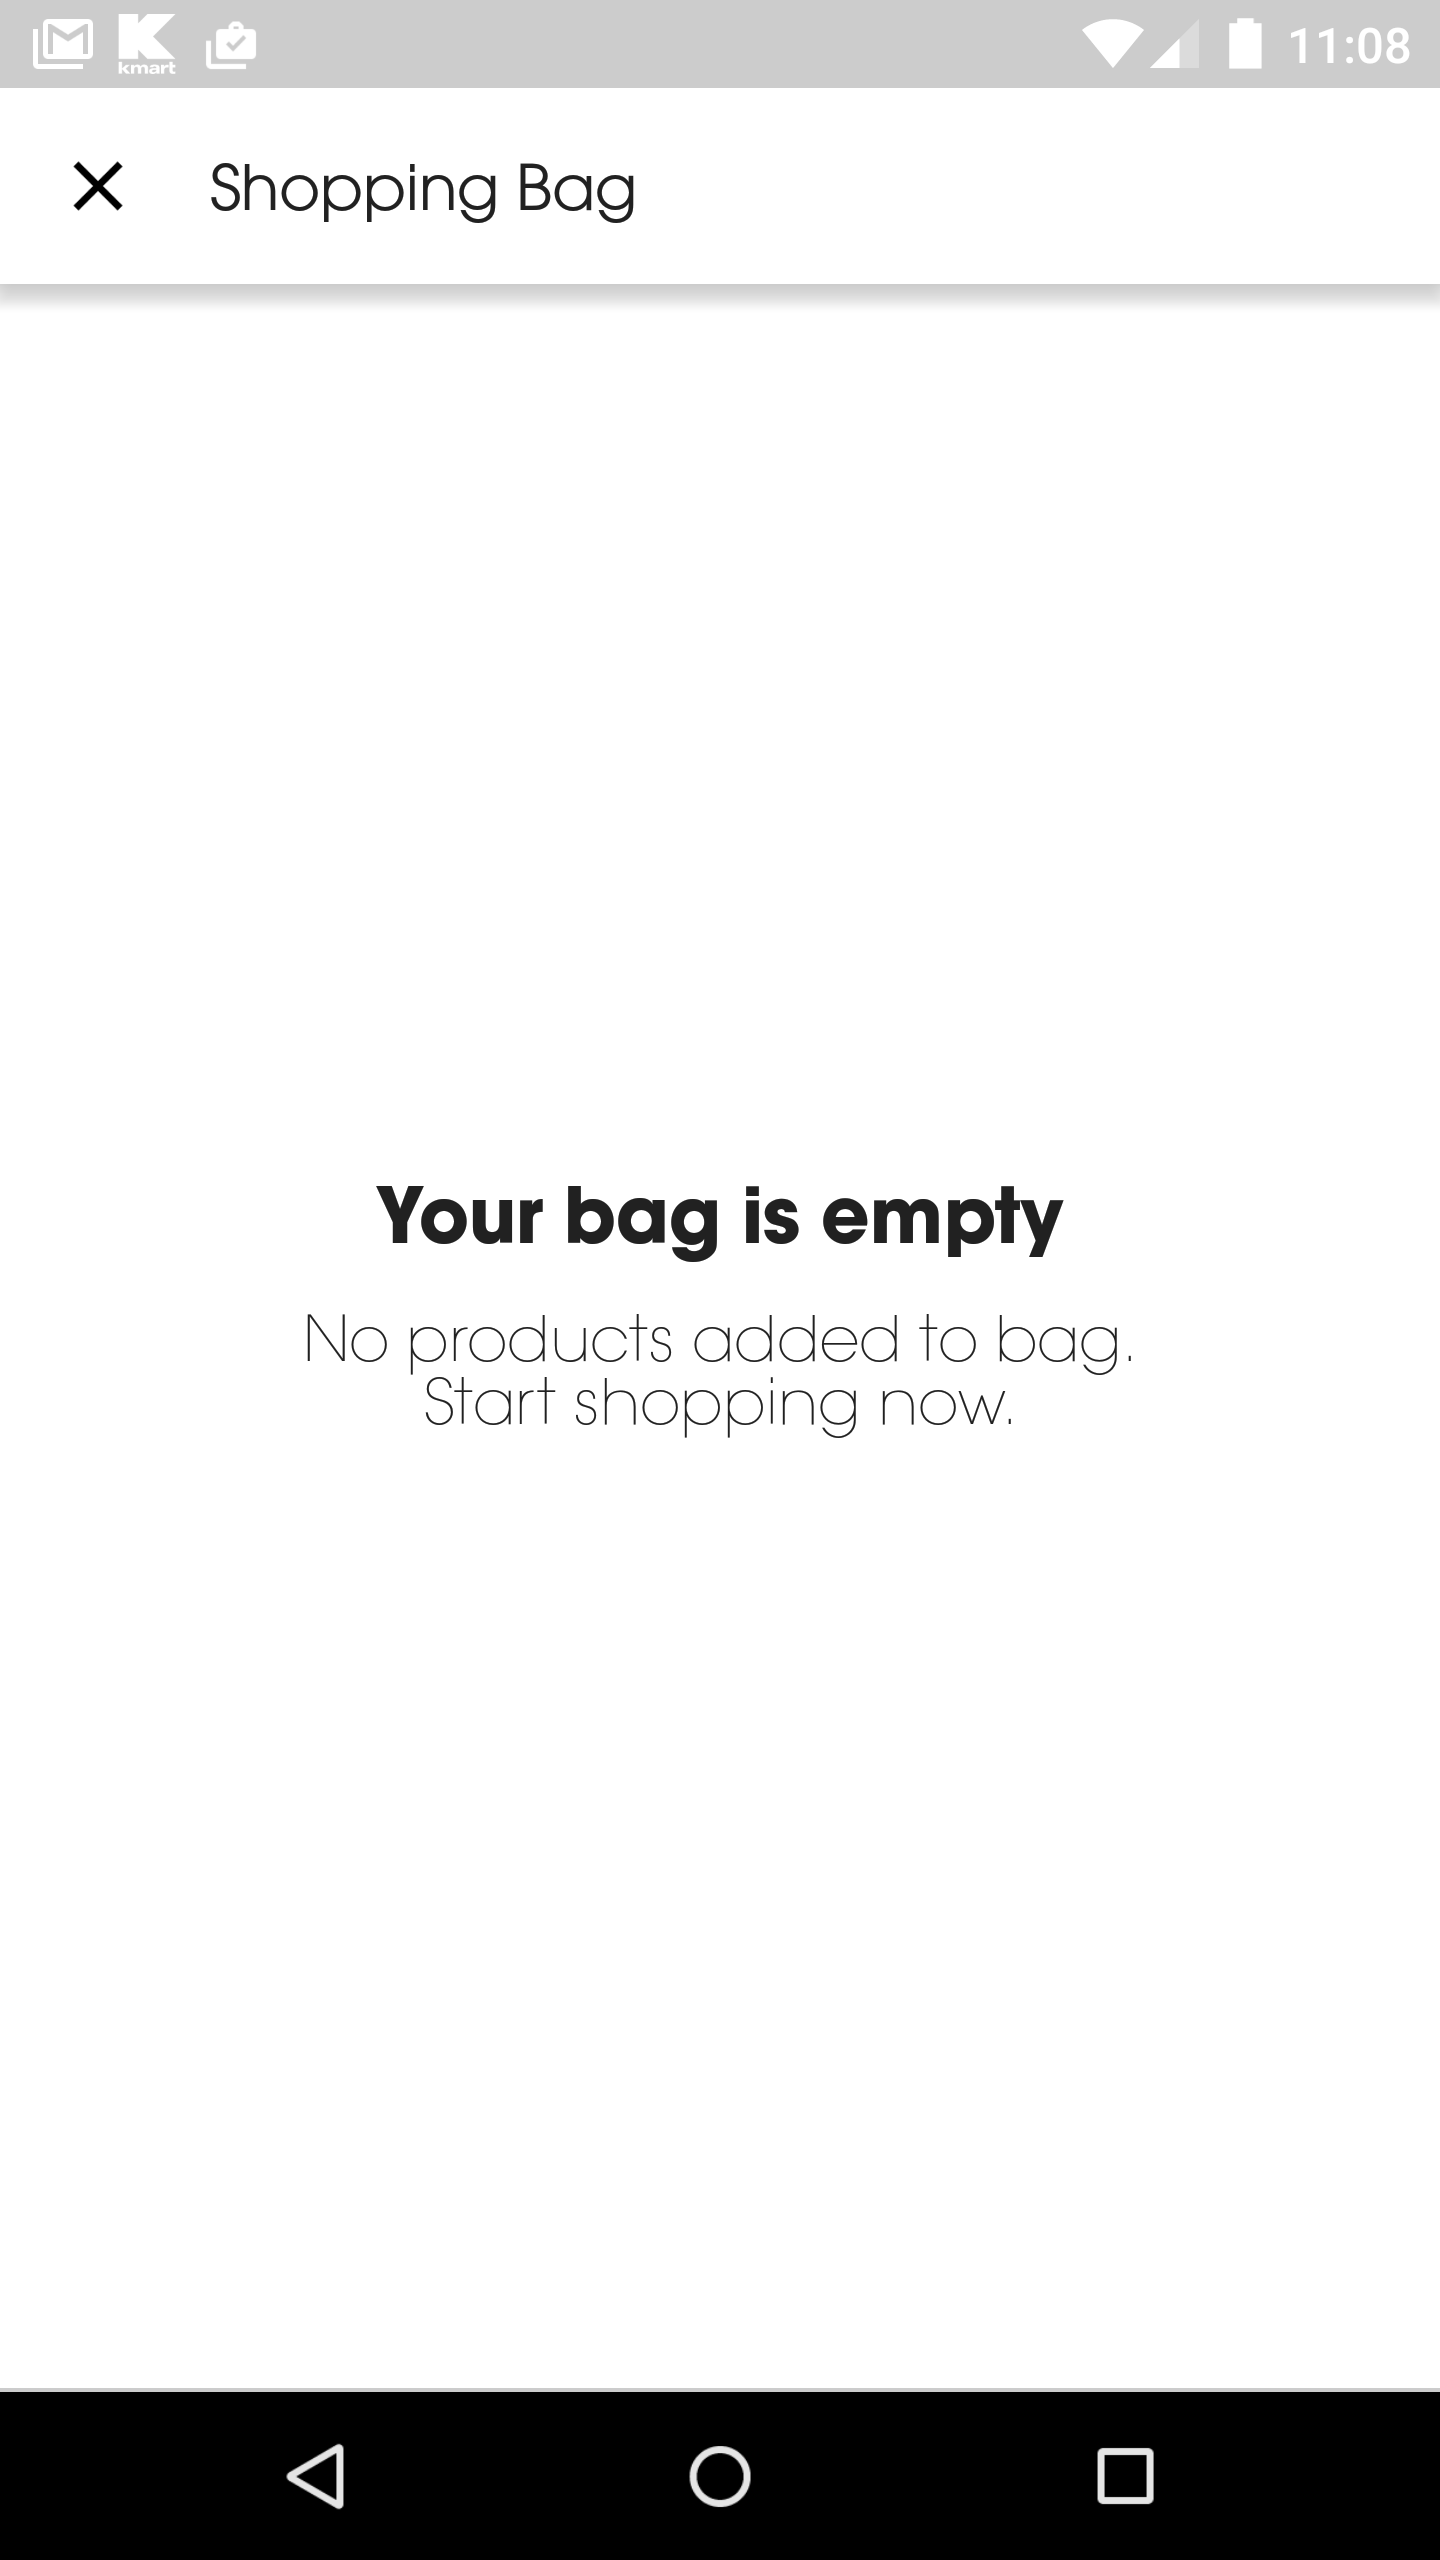 kmart
11:08
Shopping Bag
Your bag is empty
No products added to bag.
Start shopping now.